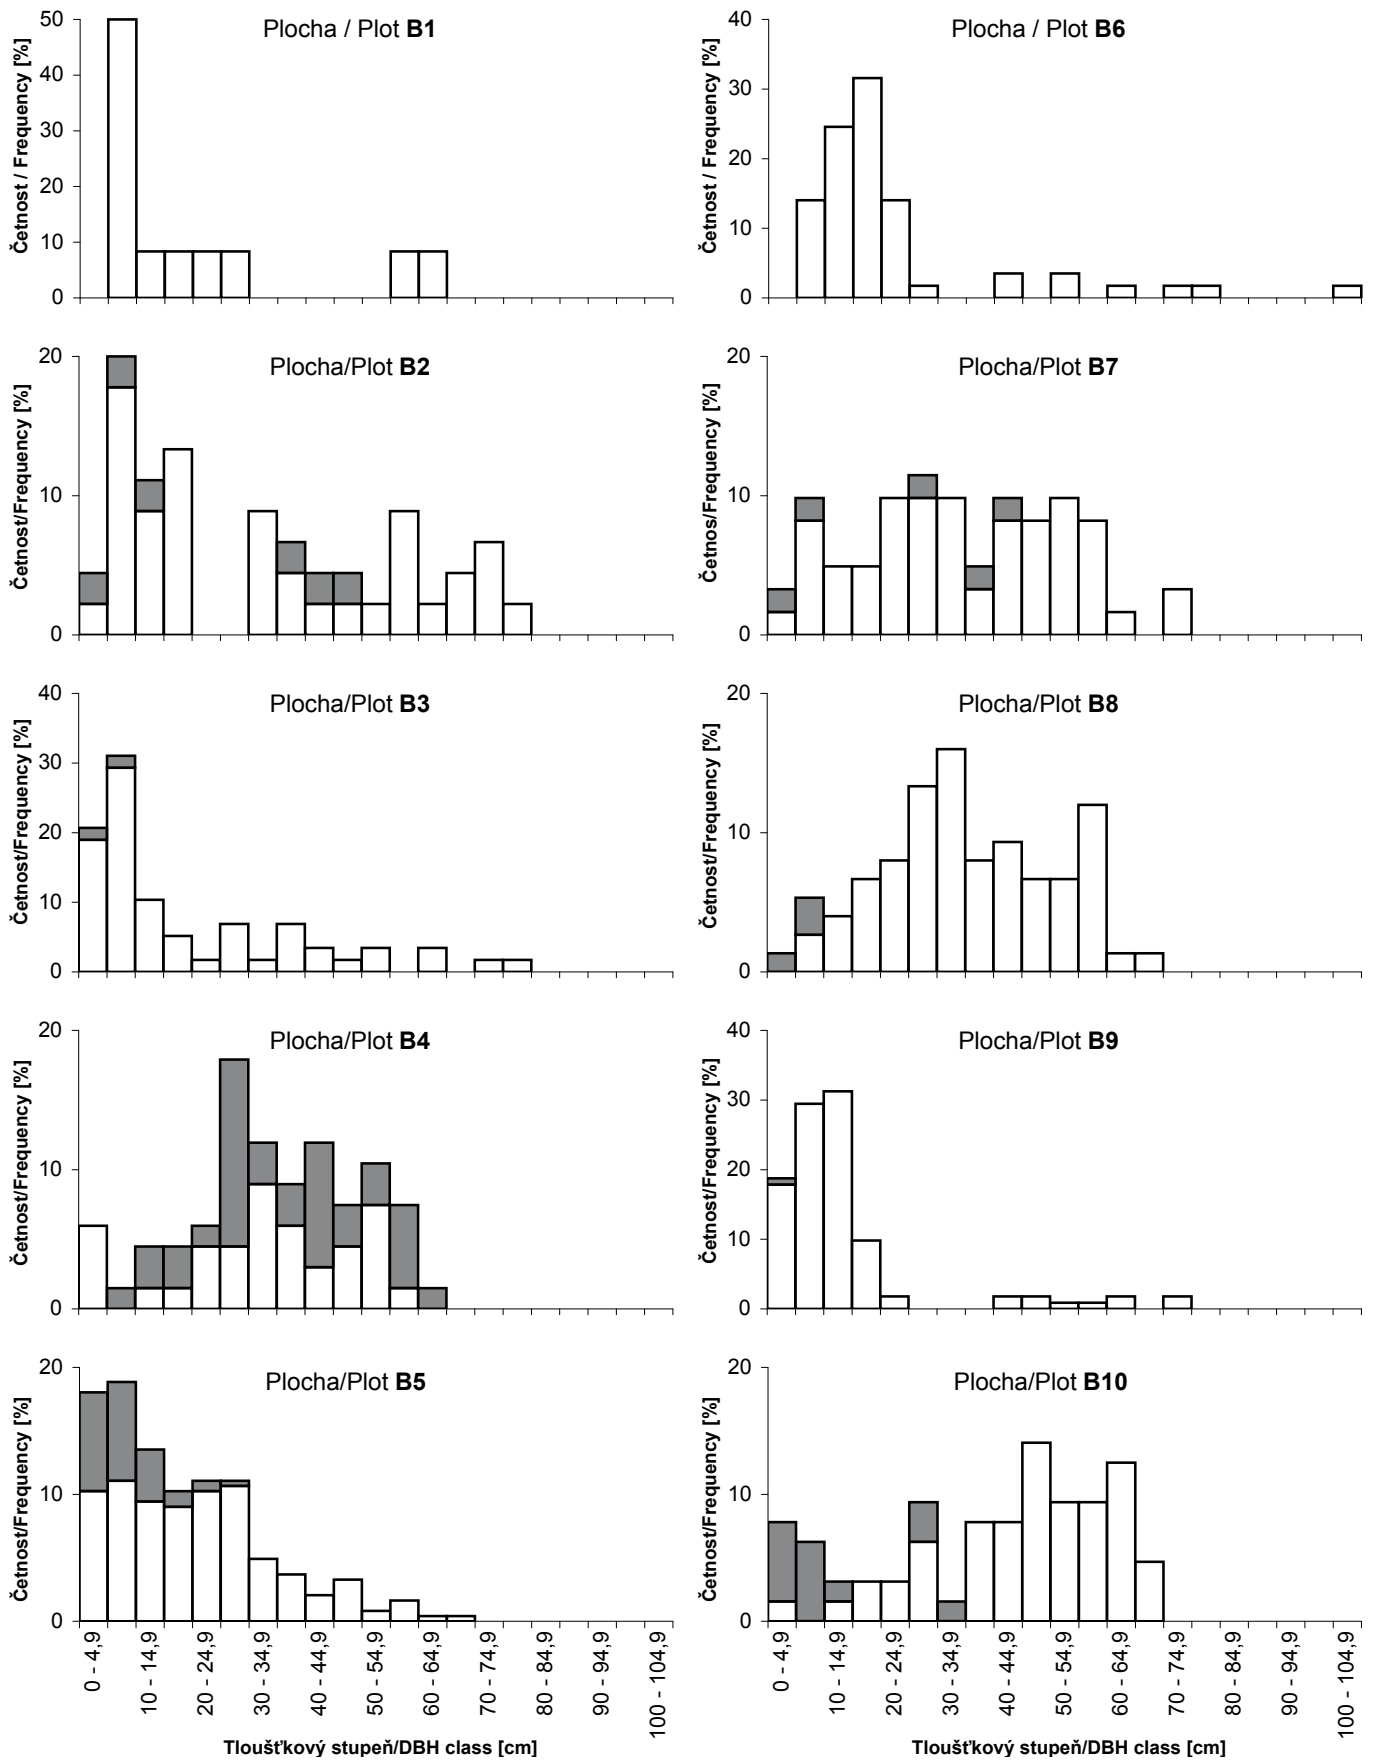 Plocha / Plot B1
Četnost / Frequency [%]
50
40
30
20
10
0
Plocha / Plot B6
Četnost / Frequency [%]
40
30
20
10
0
Plocha/Plot B2
Četnost/Frequency [%]
20
10
0
Plocha/Plot B7
Četnos/Frequency [%]
20
10
0
Plocha/Plot B3
Četnost/Frequency [%]
40
30
20
10
0
Plocha/Plot B8
Četnost/Frequency [%]
20
10
0
Plocha/Plot B4
Četnost/Frequency [%]
20
10
0
Plocha/Plot B9
Četnost/Frequency [%]
40
30
20
10
0
Plocha/Plot B5
Četnost/Frequency [%]
20
10
0
0 - 4,9
10 - 14,9
20 - 24,9
30 - 34,9
40 - 44,9
50 - 54,9
60 - 64,9
70 - 74,9
80 - 84,9
90 - 94,9
100 - 104,9
Tloušťkový stupeň/DBH class [cm]
Plocha/Plot B10
Četnost/Frequency [%]
20
10
0
0 - 4,9
10 - 14,9
20 - 24,9
30 - 34,9
40 - 44,9
50 - 54,9
60 - 64,9
70 - 74,9
80 - 84,9
90 - 94,9
100 - 104,9
Tloušťkový stupeň/DBH class [cm]